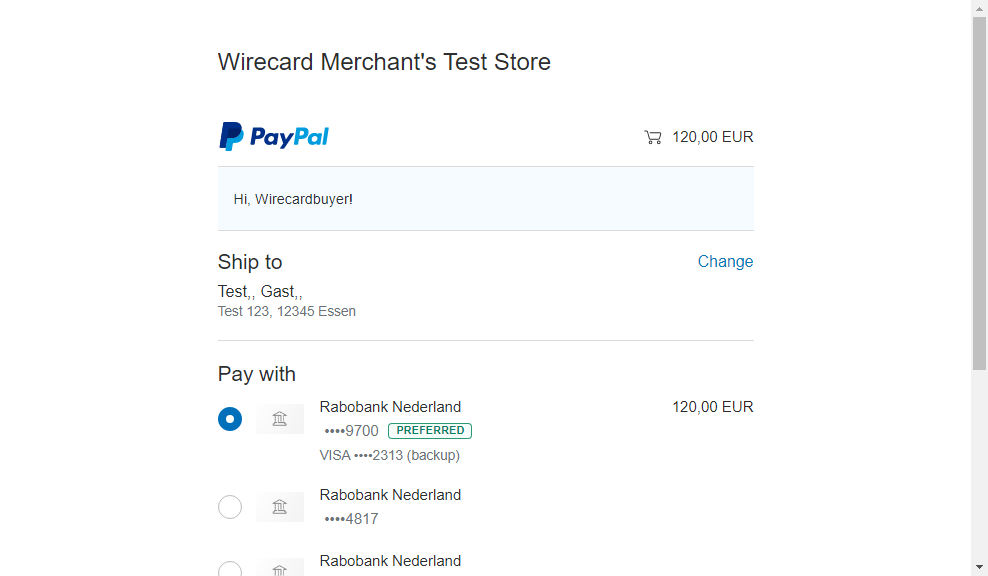 Wirecard Merchant's Test Store
PayPal 120,00 EUR
Hi, Wirecardbuyer!
Ship to Change
Test,, Gast,,
Test 123, 12345 Essen
Pay with
Rabobank Nederland 120,00 EUR
••••9700 PREFERRED
VISA ••••2313 (backup)
Rabobank Nederland
••••4817
Rabobank Nederland